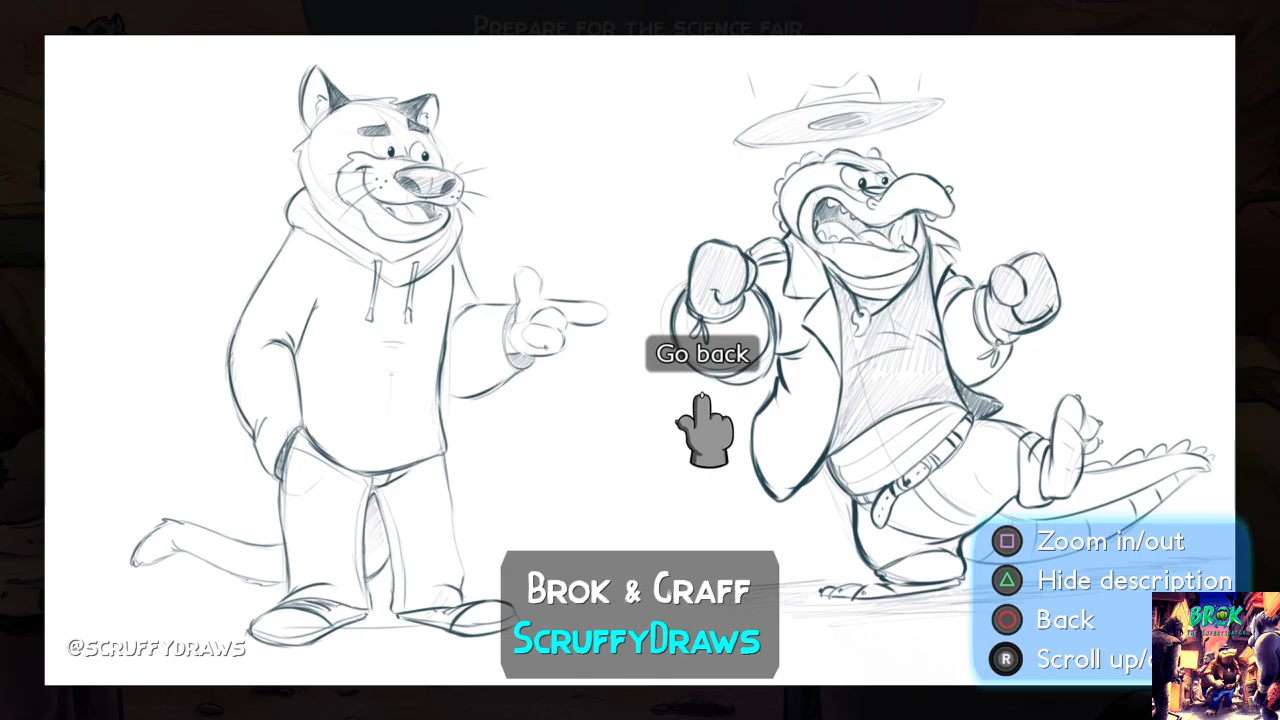 Prepare for the science fair.
Go back
Brok & Graff
ScruffyDraws
@scruffydraws
Zoom in/out
Hide description
Back
R
Scroll up/
BROK